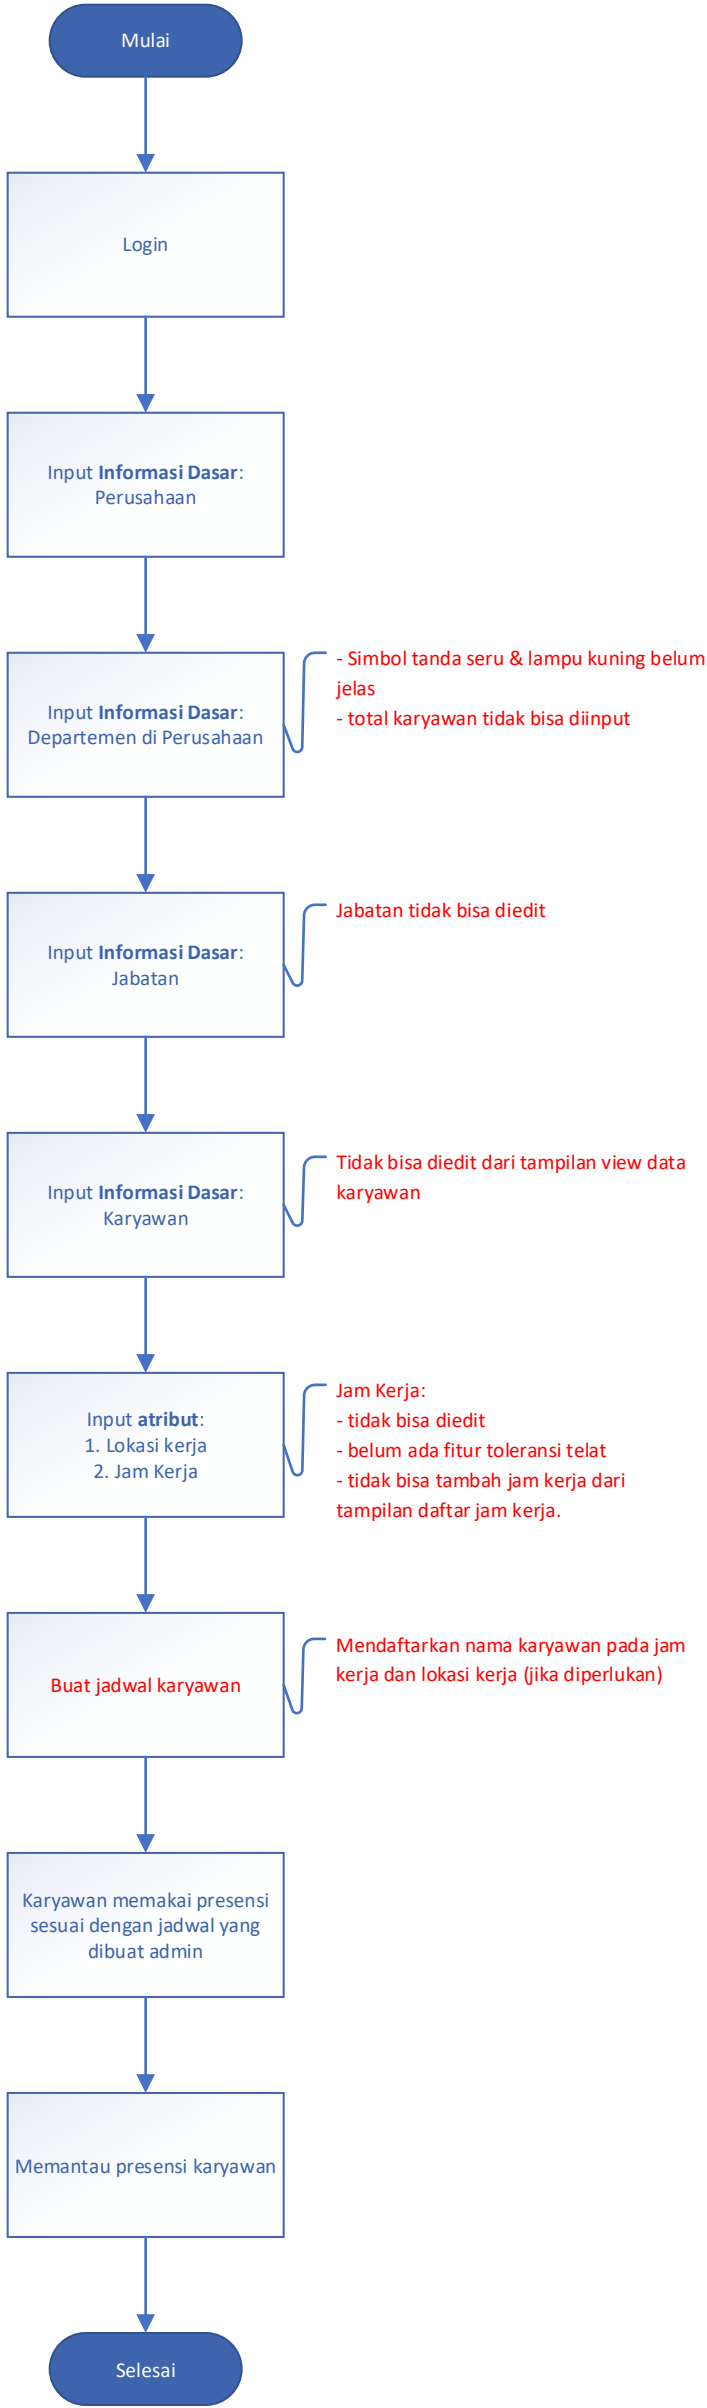 Mulai
Login
Input Informasi Dasar:
Perusahaan
Input Informasi Dasar:
Departemen di Perusahaan
- Simbol tanda seru & lampu kuning belum
jelas
- total karyawan tidak bisa diinput
Input Informasi Dasar:
Jabatan
Jabatan tidak bisa diedit
Input Informasi Dasar:
Karyawan
Tidak bisa diedit dari tampilan view data
karyawan
Input atribut:
1. Lokasi kerja
2. Jam Kerja
Jam Kerja:
- tidak bisa diedit
- belum ada fitur toleransi telat
- tidak bisa tambah jam kerja dari
tampilan daftar jam kerja.
Buat jadwal karyawan
Mendaftarkan nama karyawan pada jam
kerja dan lokasi kerja (jika diperlukan)
Karyawan memakai presensi
sesuai dengan jadwal yang
dibuat admin
Memantau presensi karyawan
Selesai